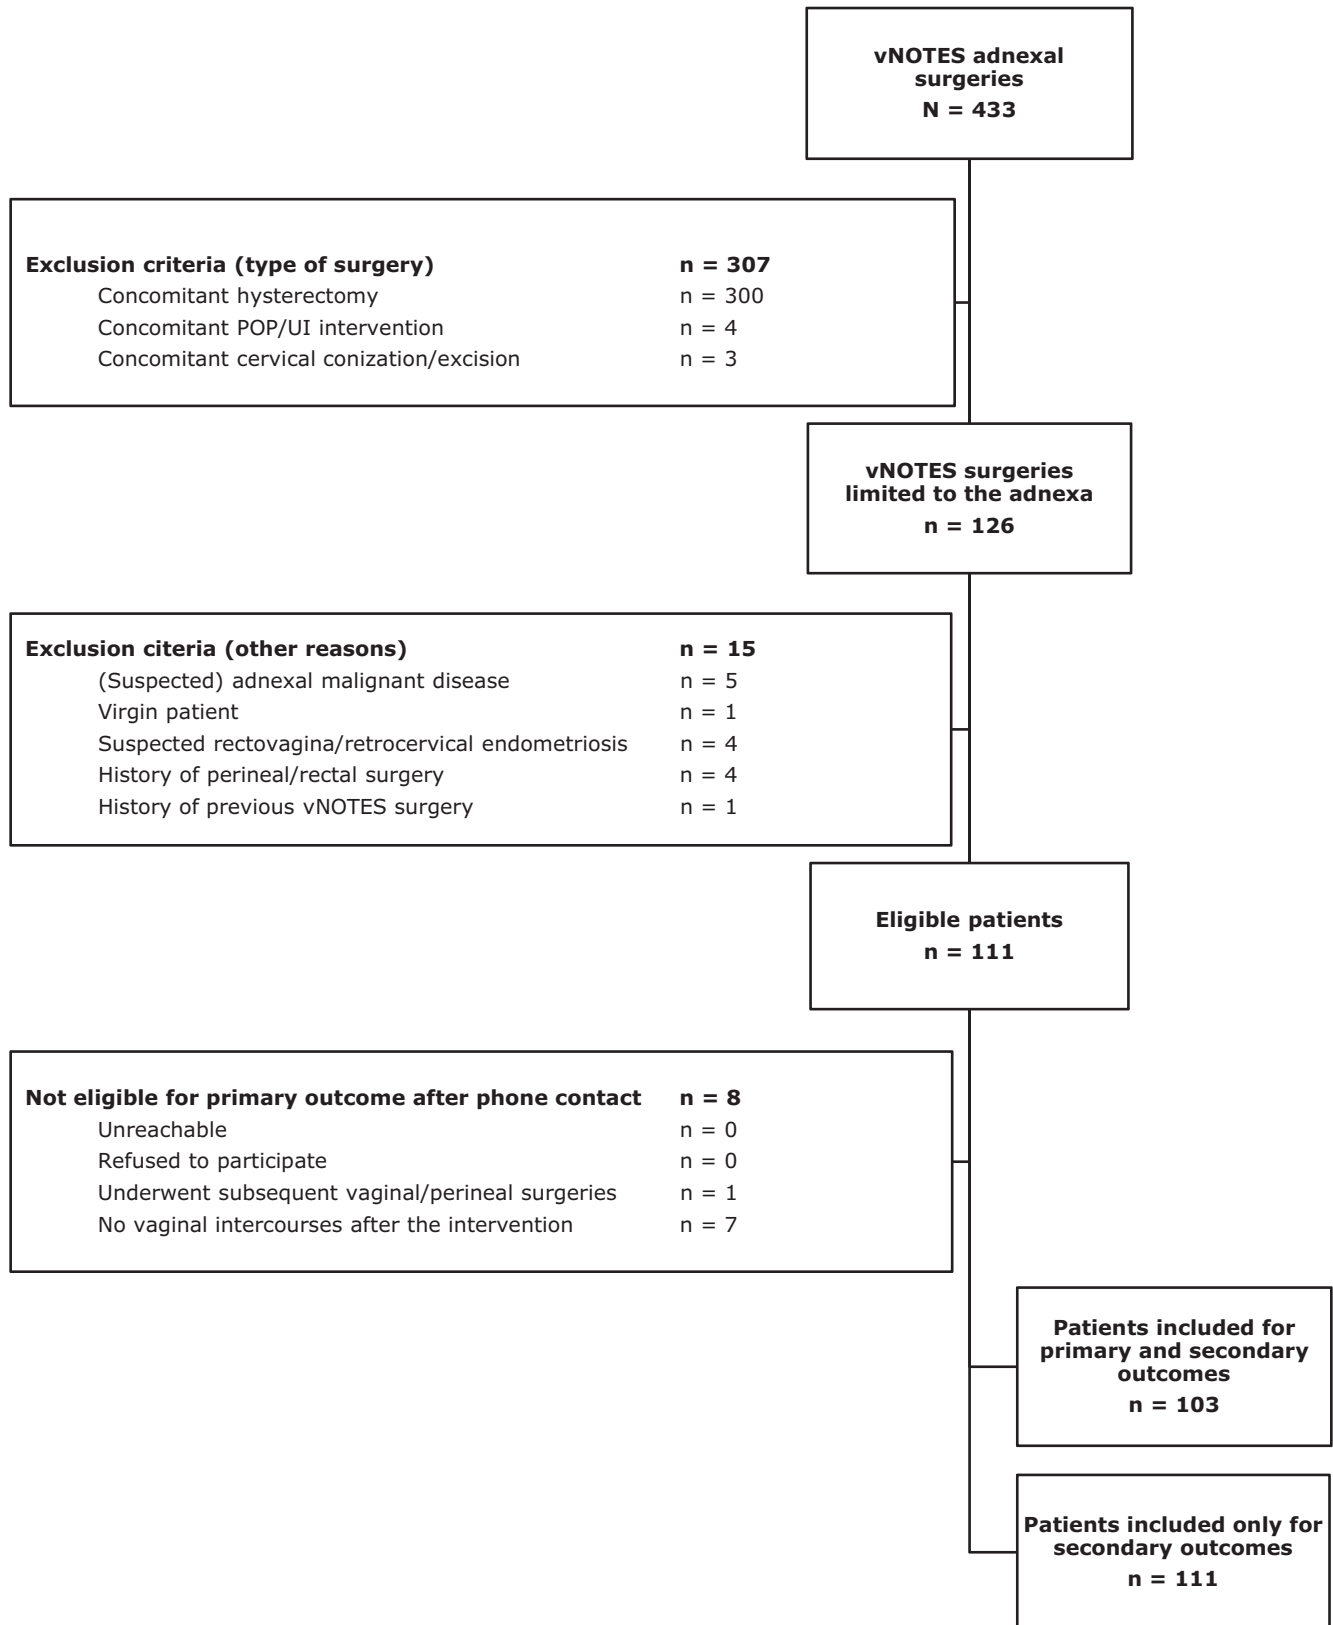 vNOTES adnexal
surgeries
N = 433
Exclusion criteria (type of surgery) n = 307
Concomitant hysterectomy n = 300
Concomitant POP/UI intervention n = 4
Concomitant cervical conization/excision n = 3
vNOTES surgeries
limited to the adnexa
n = 126
Exclusion citeria (other reasons) n = 15
(Suspected) adnexal malignant disease n = 5
Virgin patient n = 1
Suspected rectovagina/retrocervical endometriosis n = 4
History of perineal/rectal surgery n = 4
History of previous vNOTES surgery n = 1
Eligible patients
n = 111
Not eligible for primary outcome after phone contact n = 8
Unreachable n = 0
Refused to participate n = 0
Underwent subsequent vaginal/perineal surgeries n = 1
No vaginal intercourses after the intervention n = 7
Patients included for
primary and secondary
outcomes
n = 103
Patients included only for
secondary outcomes
n = 111